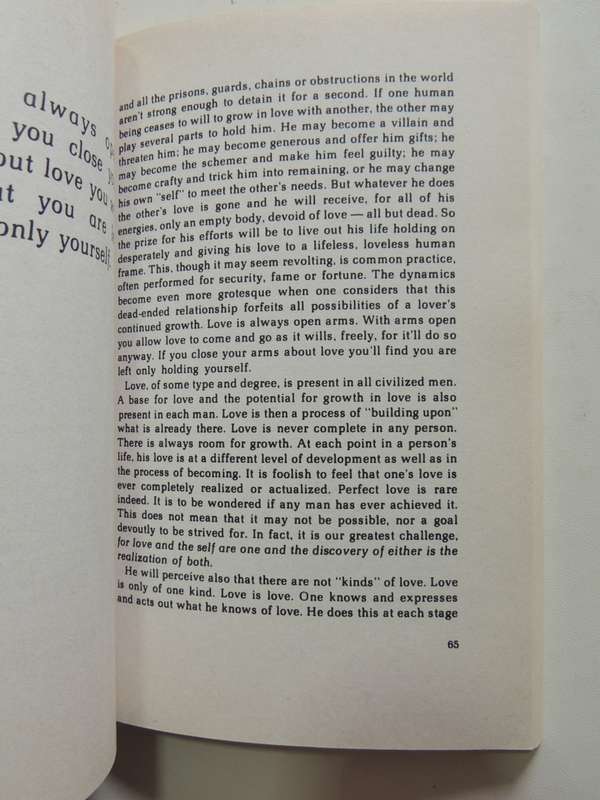 always
you close
out love you
you are
only yourself.
and all the prisons, guards, chains or obstructions in the world
aren't strong enough to detain it for a second. If one human
being ceases to will to grow in love with another, the other may
play several parts to hold him. He may become a villain and
threaten him; he may become generous and offer him gifts; he
may become the schemer and make him feel guilty; he may
become crafty and trick him into remaining, or he may change
his own "self" to meet the other's needs. But whatever he does
the other's love is gone and he will receive, for all of his
energies, only an empty body, devoid of love — all but dead. So
the prize for his efforts will be to live out his life holding on
desperately and giving his love to a lifeless, loveless human
frame. This, though it may seem revolting, is common practice,
often performed for security, fame or fortune. The dynamics
become even more grotesque when one considers that this
dead-ended relationship forfeits all possibilities of a lover's
continued growth. Love is always open arms. With arms open
you allow love to come and go as it wills, freely, for it'll do so
anyway. If you close your arms about love you'll find you are
left only holding yourself.
Love, of some type and degree, is present in all civilized men.
A base for love and the potential for growth in love is also
present in each man. Love is then a process of "building upon"
what is already there. Love is never complete in any person.
There is always room for growth. At each point in a person's
life, his love is at a different level of development as well as in
the process of becoming. It is foolish to feel that one's love is
ever completely realized or actualized. Perfect love is rare
indeed. It is to be wondered if any man has ever achieved it.
This does not mean that it may not be possible, nor a goal
devoutly to be strived for. In fact, it is our greatest challenge,
for love and the self are one and the discovery of either is the
realization of both.
He will perceive also that there are not "kinds" of love. Love
is only of one kind. Love is love. One knows and expresses
and acts out what he knows of love. He does this at each stage
65